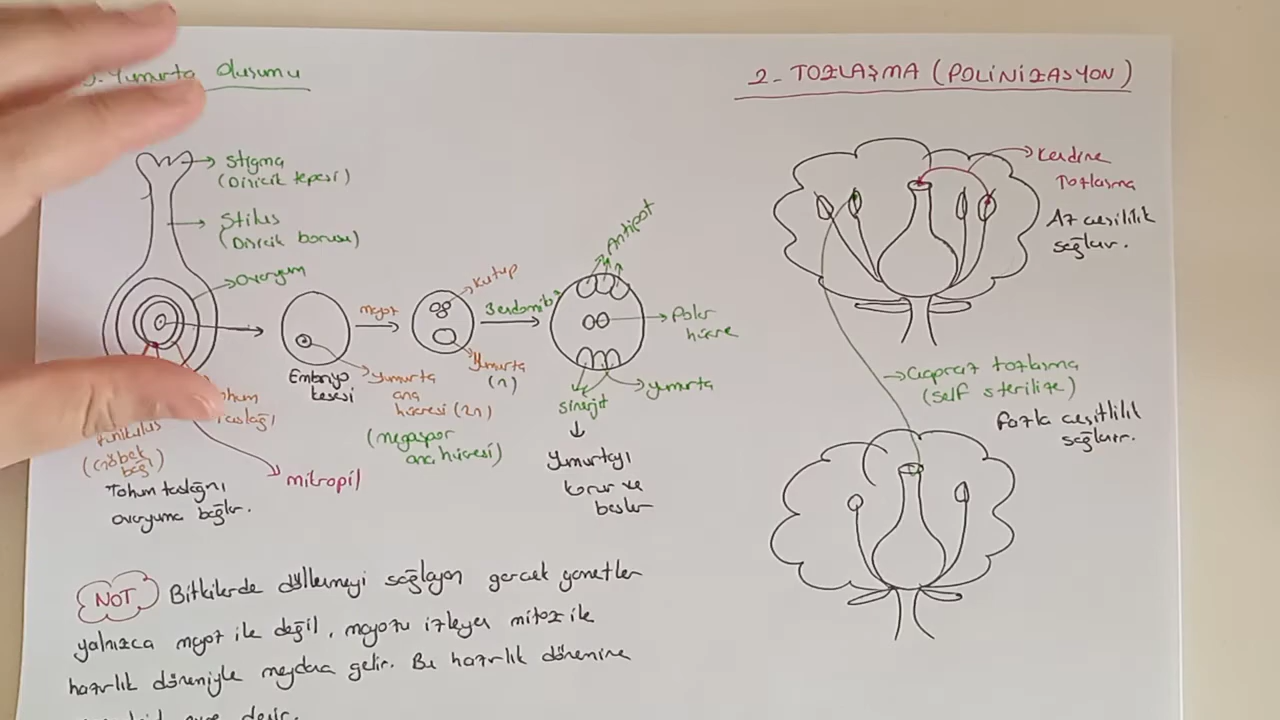 Yumurta Oluşumu
Stigma
(Dişicik tepesi)
Stilus
(Dişicik borusu)
Ovaryum
Embriyo
kesesi
mayoz
Yumurta
ana
hücresi (2n)
(megaspor
ana hücresi)
Kutup
Yumurta
(n)
3 endomitoz
Antipot
Polar
hücre
yumurta
sinerjit
Yumurtayı
korur ve
besler
taslağı
Funikulus
(Göbek
bağı)
Tohum taslağını
ovaryuma bağlar.
mikropil
NOT Bitkilerde döllenmeyi sağlayan gerçek gametler
yalnızca mayoz ile değil, mayozu izleyen mitoz ile
hazırlık dönemiyle meydana gelir. Bu hazırlık dönemine
denir.
2- TOZLAŞMA (POLİNİZASYON)
Kendine
Tozlaşma
Az çeşitlilik
sağlar.
Çapraz tozlaşma
(self sterilize)
Fazla çeşitlilik
sağlanır.